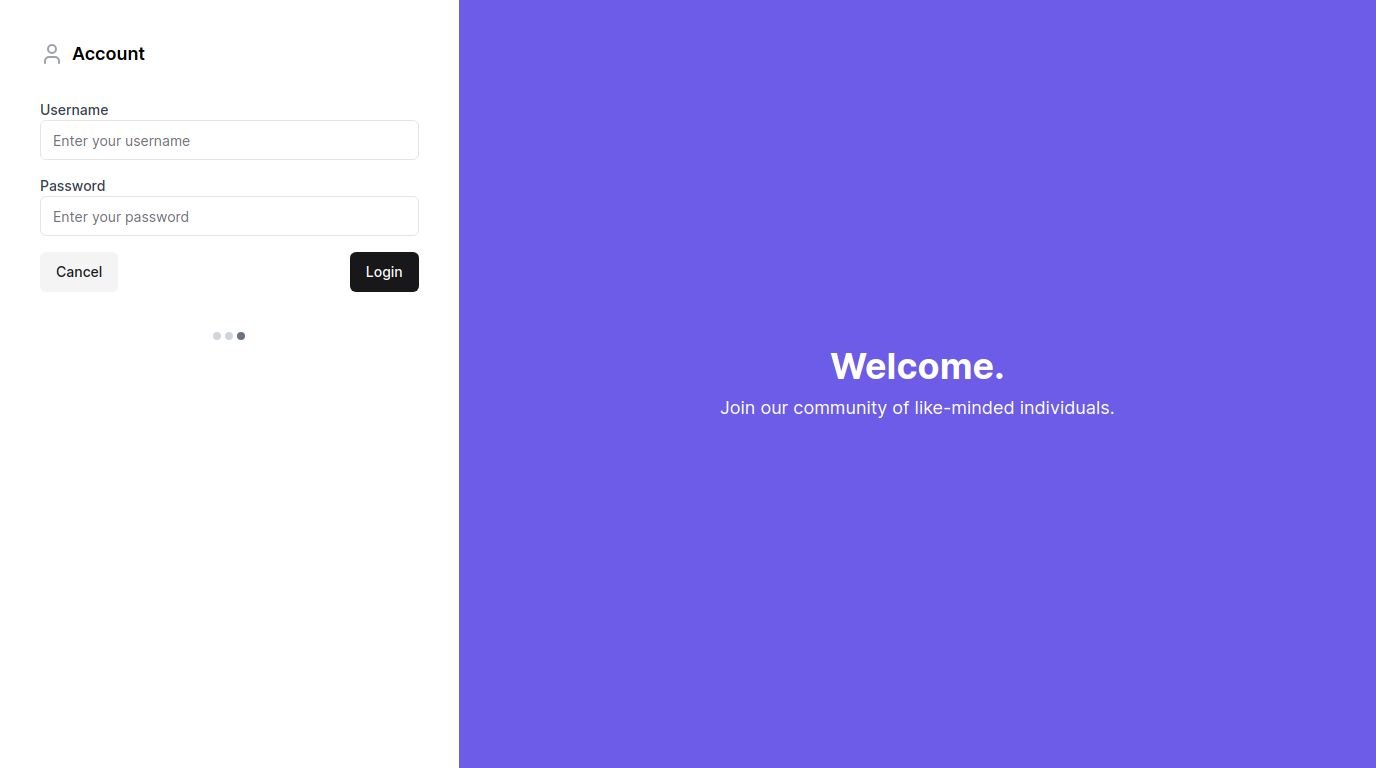 Account
Username
Enter your username
Password
Enter your password
Cancel
Login
Welcome.
Join our community of like-minded individuals.